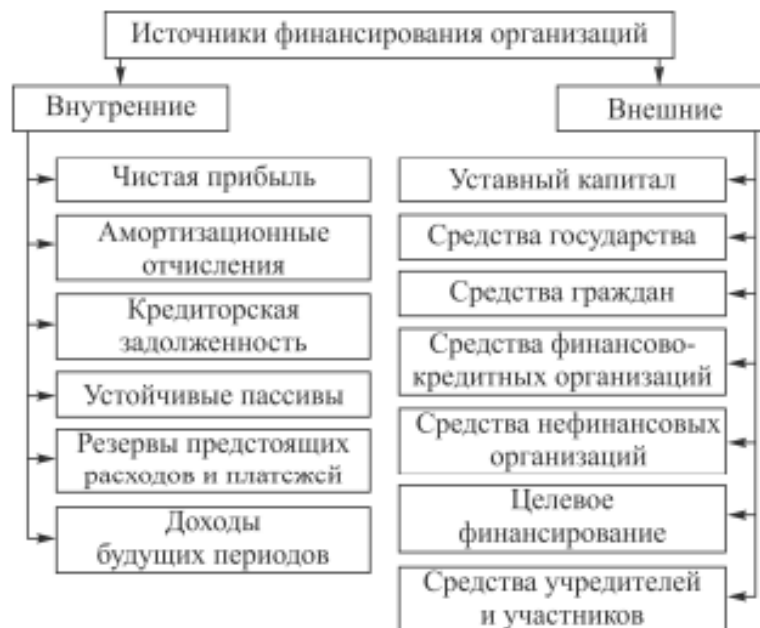 Источники финансирования организаций
Внутренние
Внешние
Чистая прибыль
Амортизационные
отчисления
Кредиторская
задолженность
Устойчивые пассивы
Резервы предстоящих
расходов и платежей
Доходы
будущих периодов
Уставный капитал
Средства государства
Средства граждан
Средства финансово-
кредитных организаций
Средства нефинансовых
организаций
Целевое
финансирование
Средства учредителей
и участников